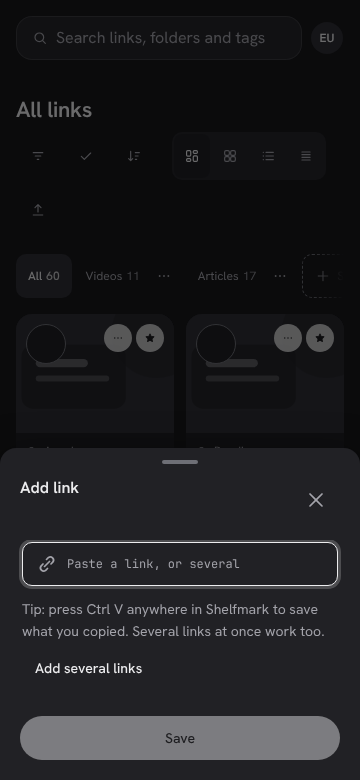 Search links, folders and tags
EU
All links
All 60
Videos 11
Articles 17
Add link
Paste a link, or several
Tip: press Ctrl V anywhere in Shelfmark to save
what you copied. Several links at once work too.
Add several links
Save